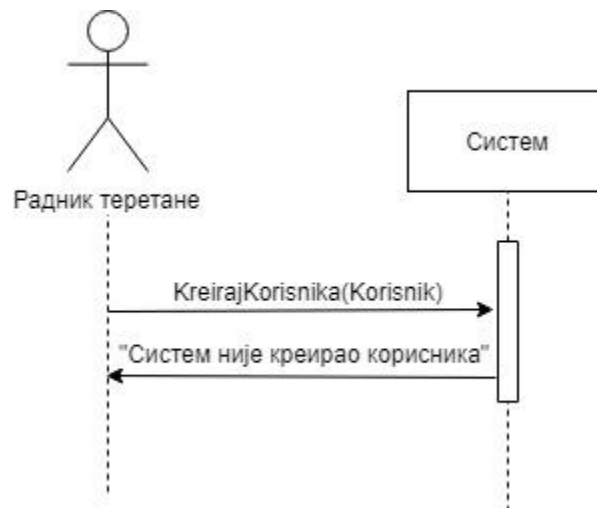 Систем
Радник теретане
KreirajKorisnika(Korisnik)
"Систем није креирао корисника"